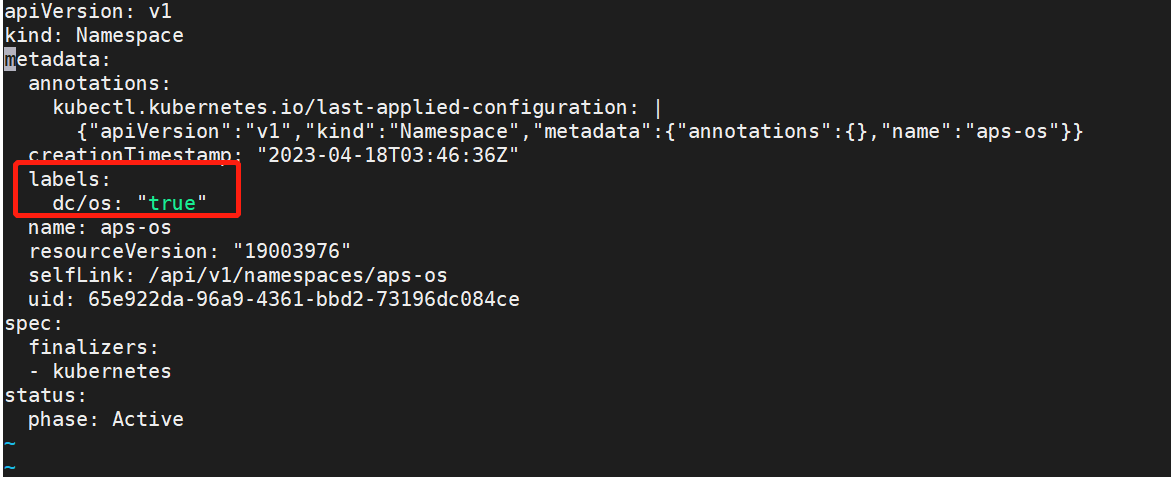 apiVersion: v1
kind: Namespace
metadata:
  annotations:
    kubectl.kubernetes.io/last-applied-configuration: |
      {"apiVersion":"v1","kind":"Namespace","metadata":{"annotations":{},"name":"aps-os"}}
  creationTimestamp: "2023-04-18T03:46:36Z"
  labels:
    dc/os: "true"
  name: aps-os
  resourceVersion: "19003976"
  selfLink: /api/v1/namespaces/aps-os
  uid: 65e922da-96a9-4361-bbd2-73196dc084ce
spec:
  finalizers:
  - kubernetes
status:
  phase: Active
~
~